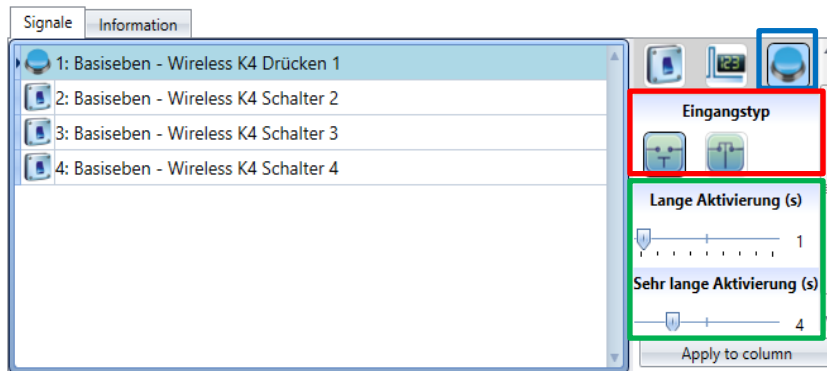 Signale
Information
1: Basiseben - Wireless K4 Drücken 1
2: Basiseben - Wireless K4 Schalter 2
3: Basiseben - Wireless K4 Schalter 3
4: Basiseben - Wireless K4 Schalter 4
123
Eingangstyp
Lange Aktivierung (s)
1
Sehr lange Aktivierung (s)
4
Apply to column